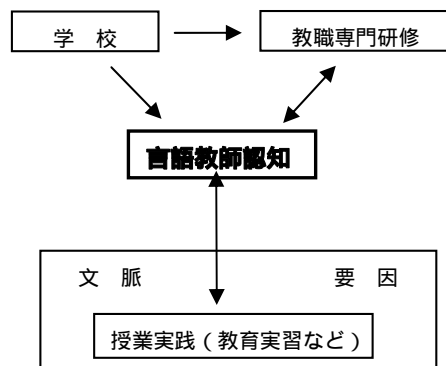 学 校
教職専門研修
言語教師認知
文 脈 要 因
授業実践（教育実習など）